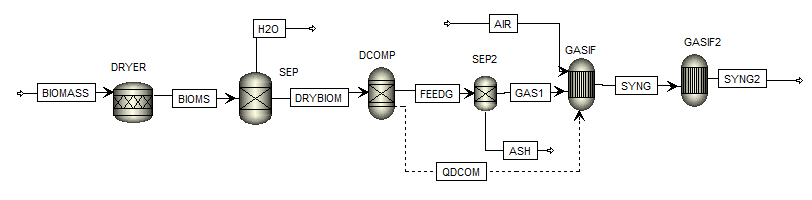 BIOMASS
DRYER
BIOMS
H2O
SEP
DRYBIOM
DCOMP
FEEDG
SEP2
GAS1
ASH
QDCOM
AIR
GASIF
SYNG
GASIF2
SYNG2